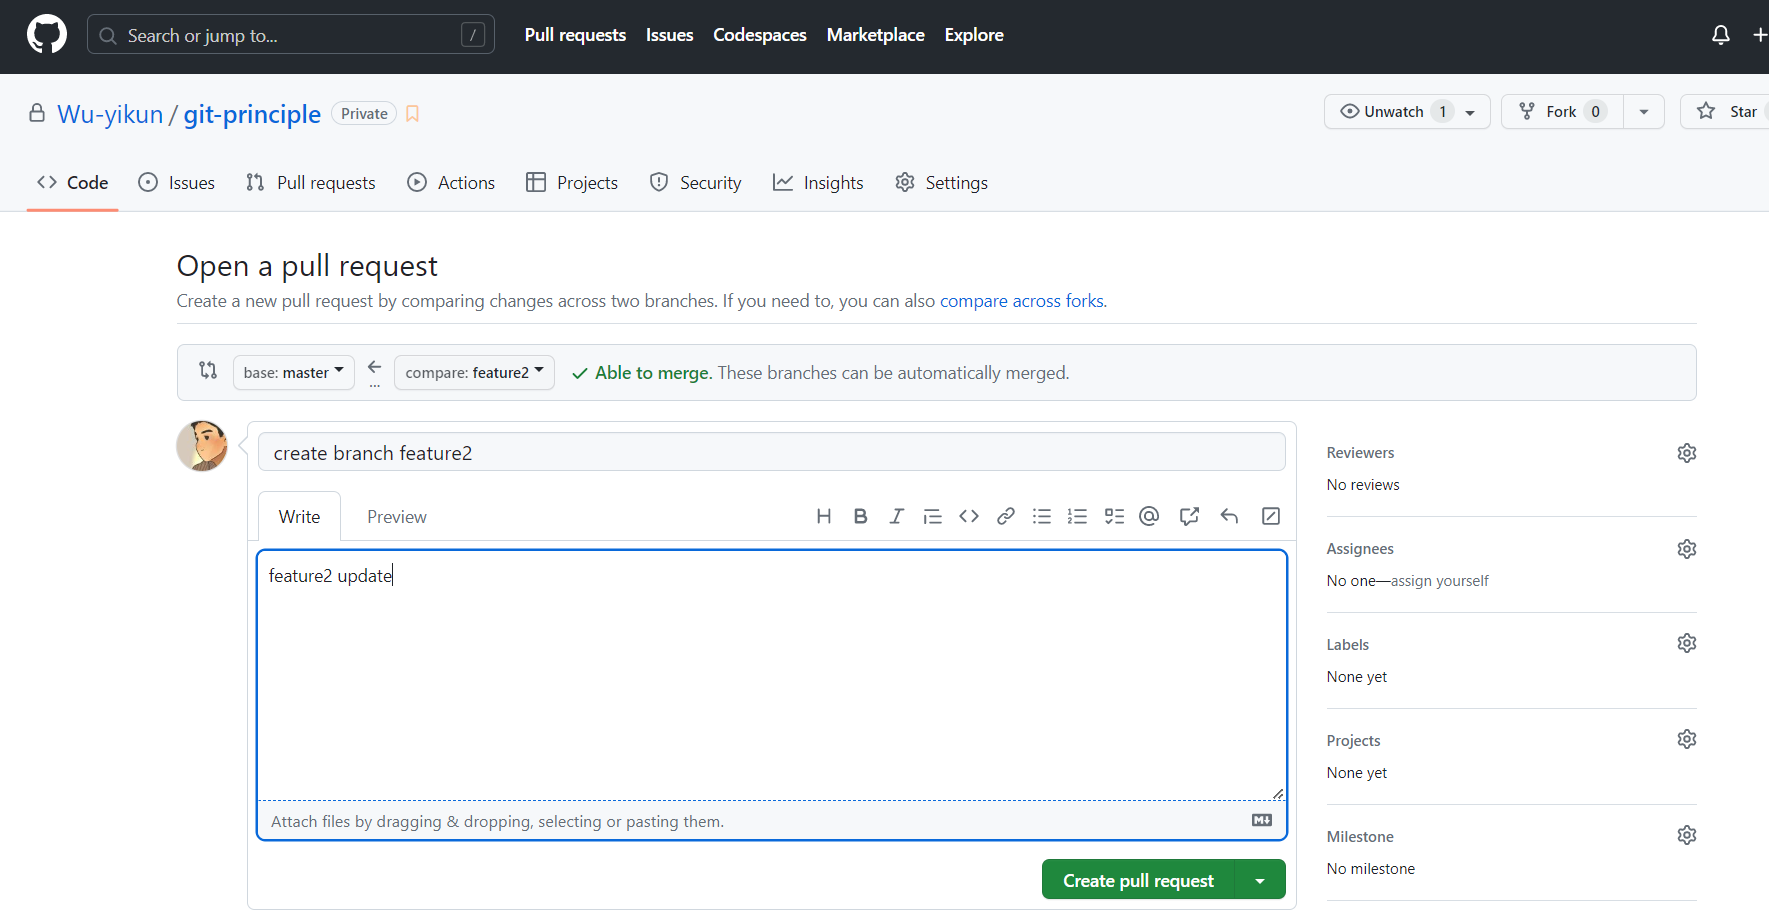 Search or jump to... /
Pull requests Issues Codespaces Marketplace Explore
Wu-yikun / git-principle Private
Unwatch 1 Fork 0 Star
Code Issues Pull requests Actions Projects Security Insights Settings
Open a pull request
Create a new pull request by comparing changes across two branches. If you need to, you can also compare across forks.
base: master ... compare: feature2 Able to merge. These branches can be automatically merged.
create branch feature2
Write Preview
feature2 update
Attach files by dragging & dropping, selecting or pasting them.
Create pull request
Reviewers
No reviews
Assignees
No one—assign yourself
Labels
None yet
Projects
None yet
Milestone
No milestone